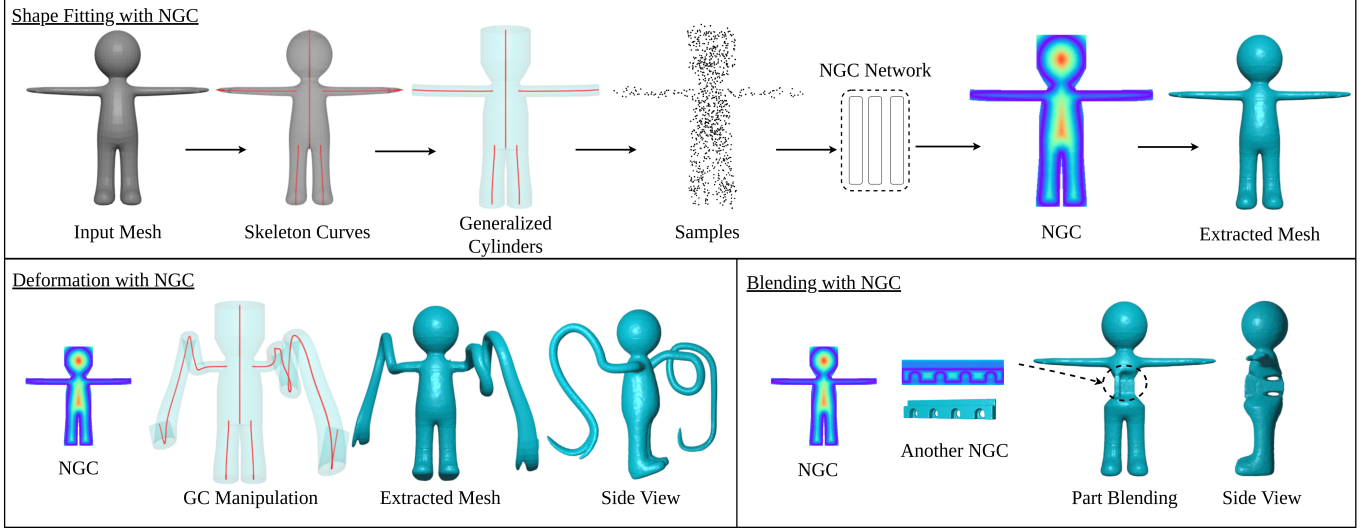 Shape Fitting with NGC
NGC Network
Input Mesh
Skeleton Curves
Generalized
Cylinders
Samples
NGC
Extracted Mesh
Deformation with NGC
NGC
GC Manipulation
Extracted Mesh
Side View
Blending with NGC
NGC
Another NGC
Part Blending
Side View